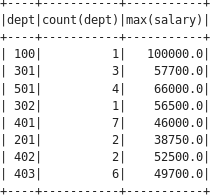 +----+-----------+-----------+
|dept|count(dept)|max(salary)|
+----+-----------+-----------+
| 100|          1|   100000.0|
| 301|          3|    57700.0|
| 501|          4|    66000.0|
| 302|          1|    56500.0|
| 401|          7|    46000.0|
| 201|          2|    38750.0|
| 402|          2|    52500.0|
| 403|          6|    49700.0|
+----+-----------+-----------+